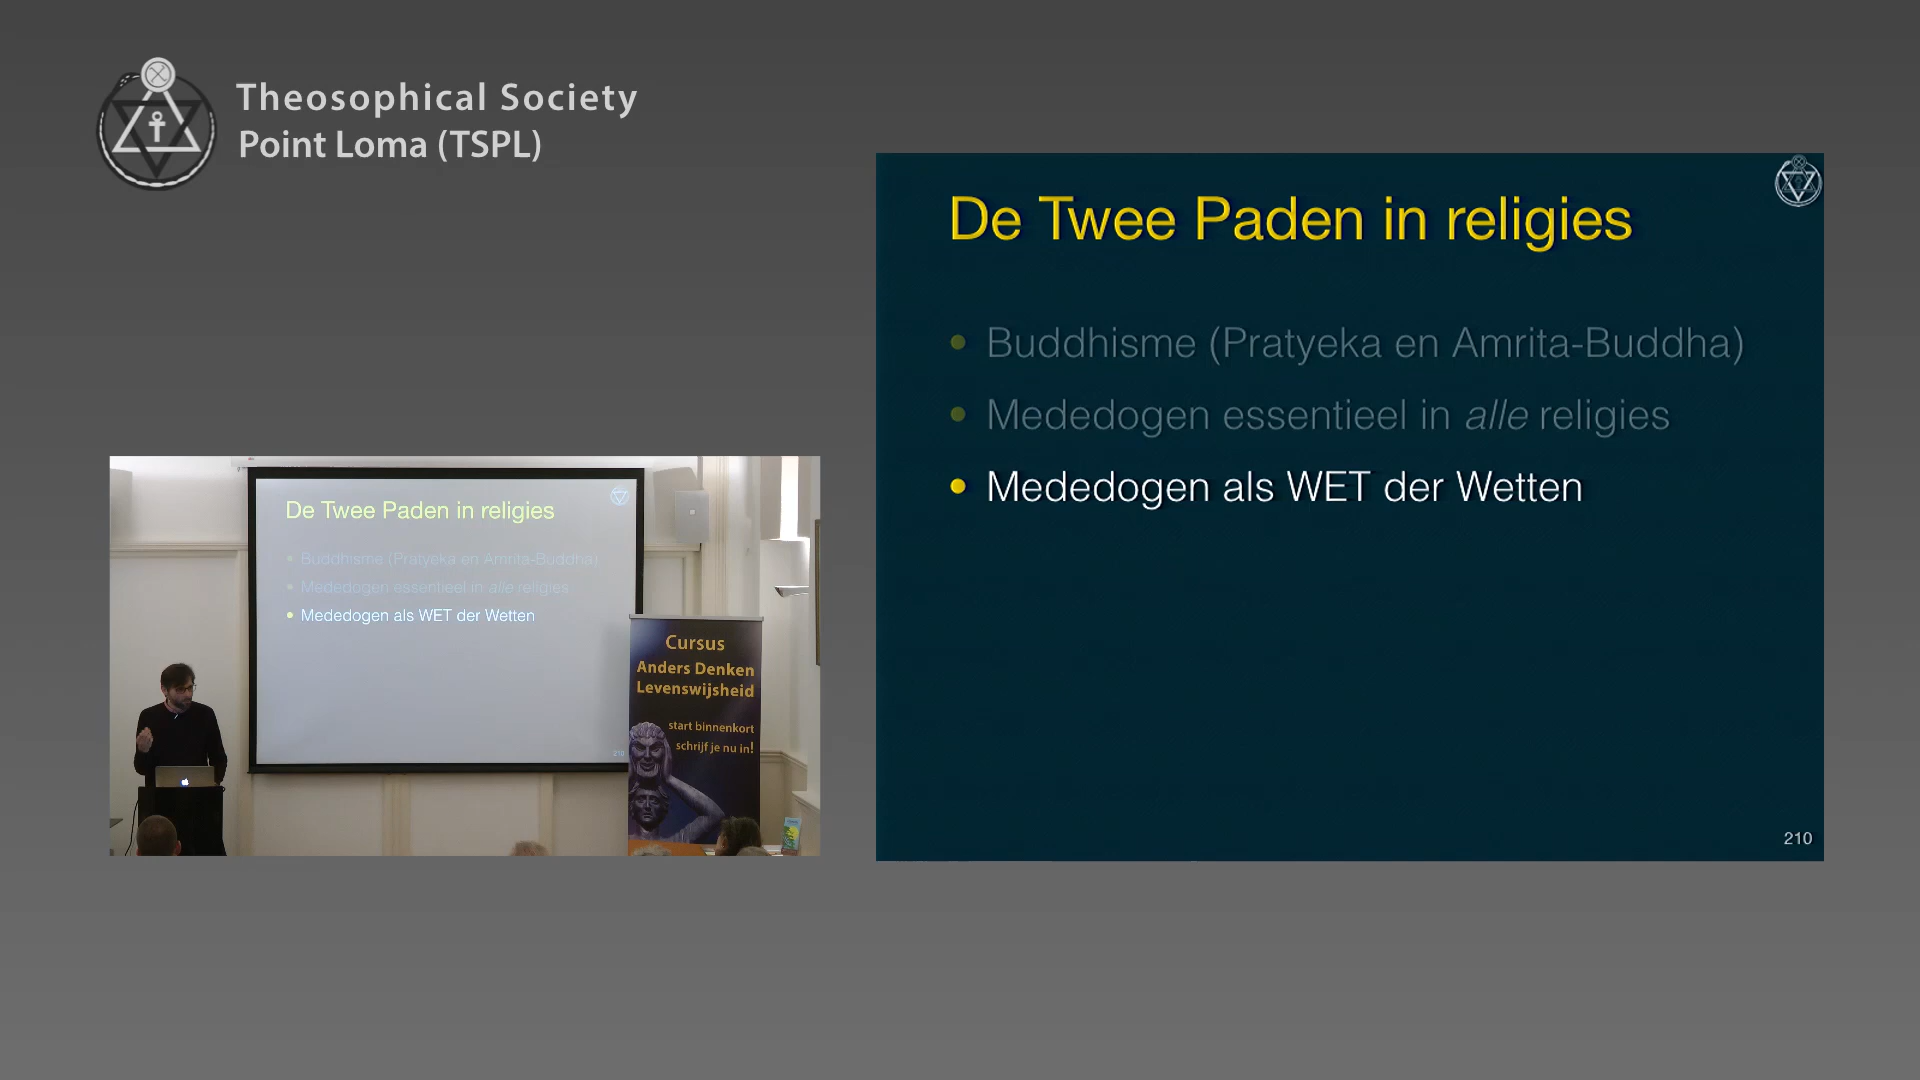 Theosophical Society
Point Loma (TSPL)
De Twee Paden in religies
Buddhisme (Pratyeka en Amrita-Buddha)
Mededogen essentieel in alle religies
Mededogen als WET der Wetten
210
De Twee Paden in religies
Buddhisme (Pratyeka en Amrita-Buddha)
Mededogen essentieel in alle religies
Mededogen als WET der Wetten
210
Cursus
Anders Denken
Levenswijsheid
start binnenkort
schrijf je nu in!